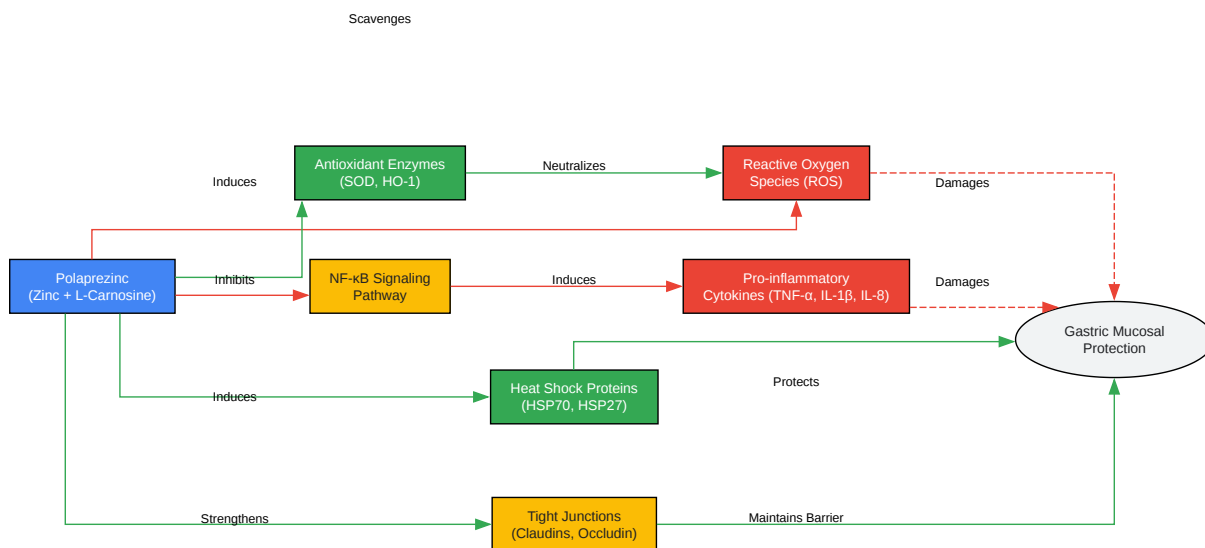 Scavenges
Antioxidant Enzymes
(SOD, HO-1)
Neutralizes
Reactive Oxygen
Species (ROS)
Induces
Damages
Polaprezinc
(Zinc + L-Carnosine)
Inhibits
NF-κB Signaling
Pathway
Induces
Pro-inflammatory
Cytokines (TNF-α, IL-1β, IL-8)
Damages
Gastric Mucosal
Protection
Induces
Heat Shock Proteins
(HSP70, HSP27)
Protects
Strengthens
Tight Junctions
(Claudins, Occludin)
Maintains Barrier